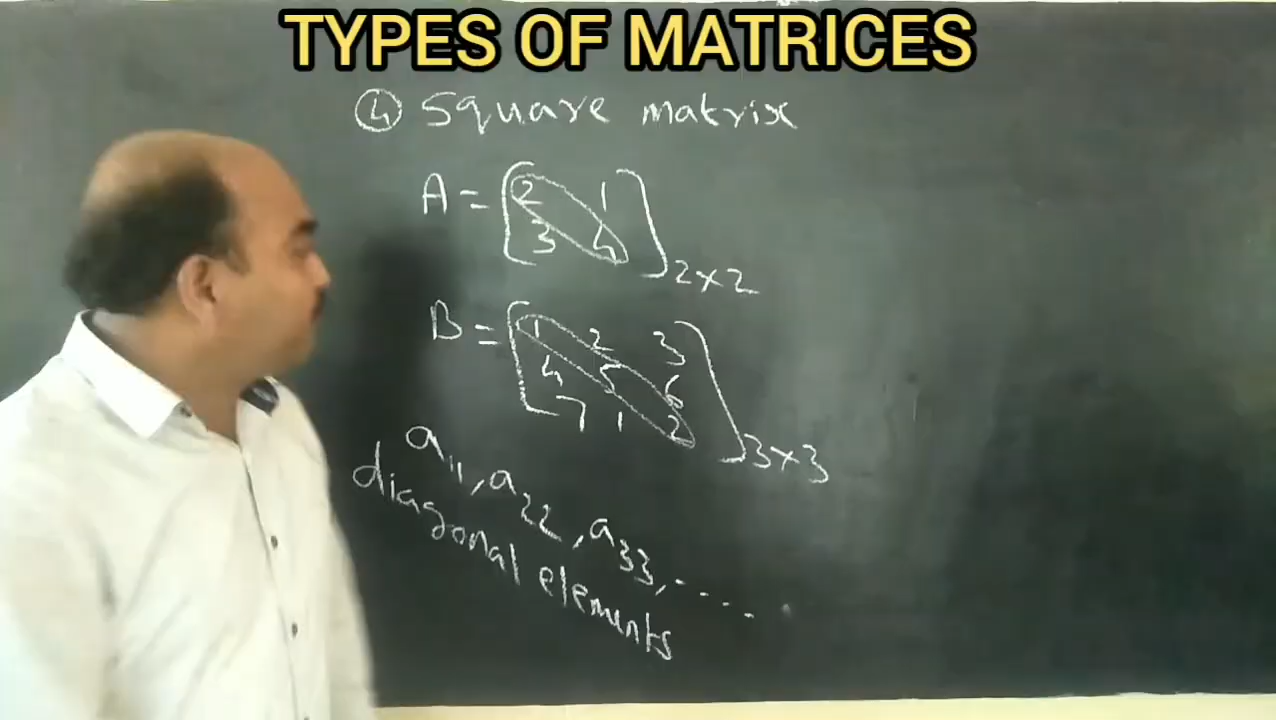 TYPES OF MATRICES
④ Square matrix
A = [2 1
3 4] 2×2
B = [1 2 3
4 5 6
7 1 2] 3×3
a11, a22, a33, ......
diagonal elements